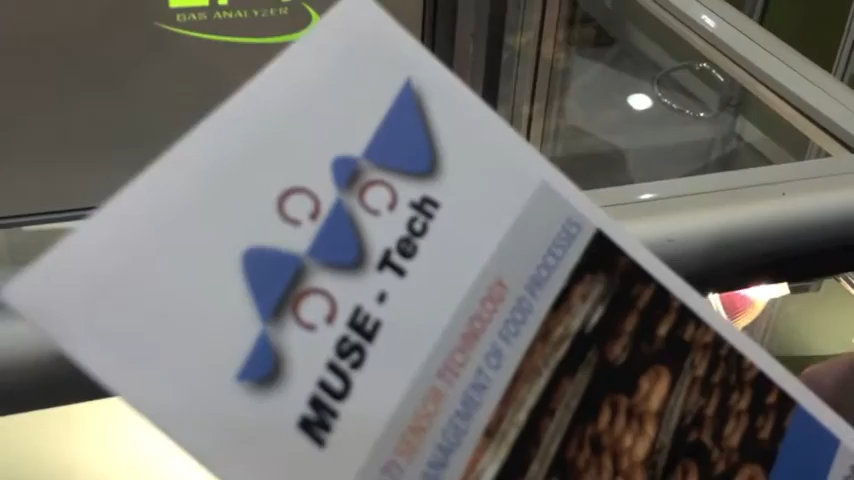 GAS ANALYZER
C C
C
MUSE - Tech
SENSOR TECHNOLOGY
MANAGEMENT OF FOOD PROCESSES